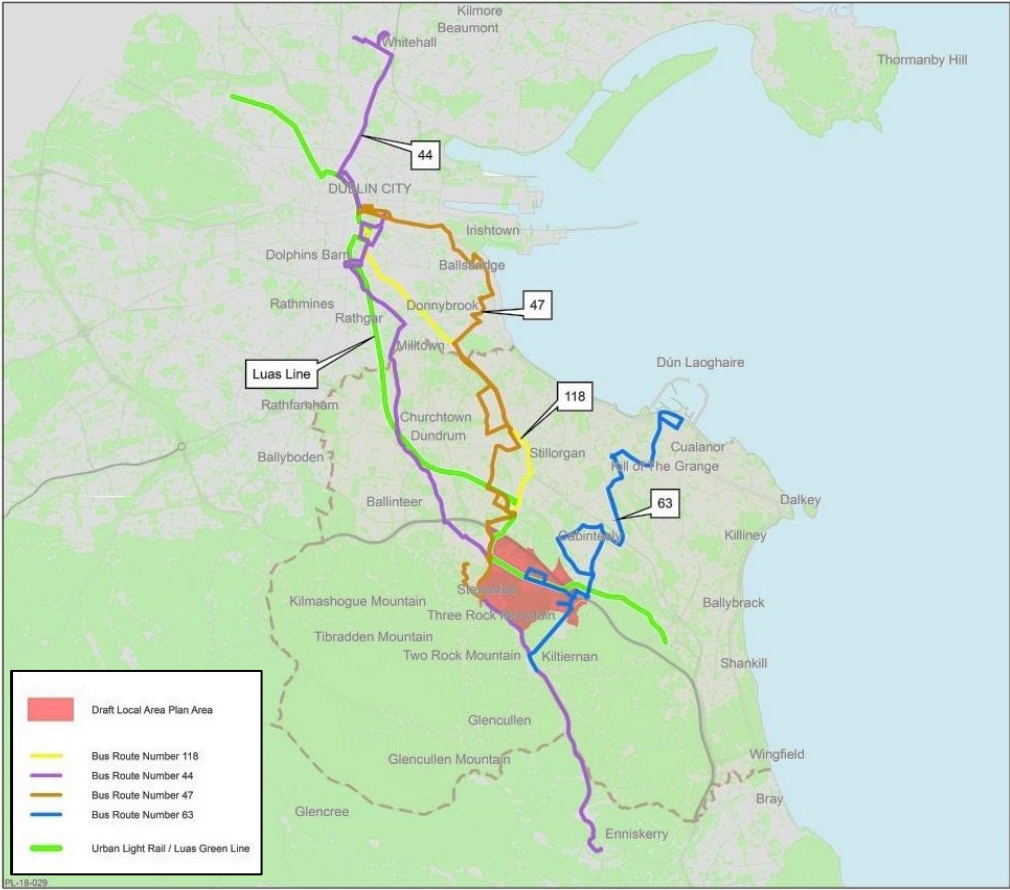 Kilmore
Beaumont
Whitehall
Thormanby Hill
44
DUBLIN CITY
Irishtown
Dolphins Barn
Ballsbridge
Rathmines
Donnybrook
47
Rathgar
Milltown
Dún Laoghaire
Luas Line
118
Rathfarnham
Churchtown
Dundrum
Cualanor
Stillorgan
Kill of The Grange
Ballyboden
Dalkey
Ballinteer
63
Cabinteely
Killiney
Stepaside
Kilmashogue Mountain
Ballybrack
Three Rock Mountain
Tibradden Mountain
Two Rock Mountain
Kiltiernan
Shankill
Glencullen
Glencullen Mountain
Wingfield
Bray
Glencree
Enniskerry
Draft Local Area Plan Area
Bus Route Number 118
Bus Route Number 44
Bus Route Number 47
Bus Route Number 63
Urban Light Rail / Luas Green Line
PL-18-029